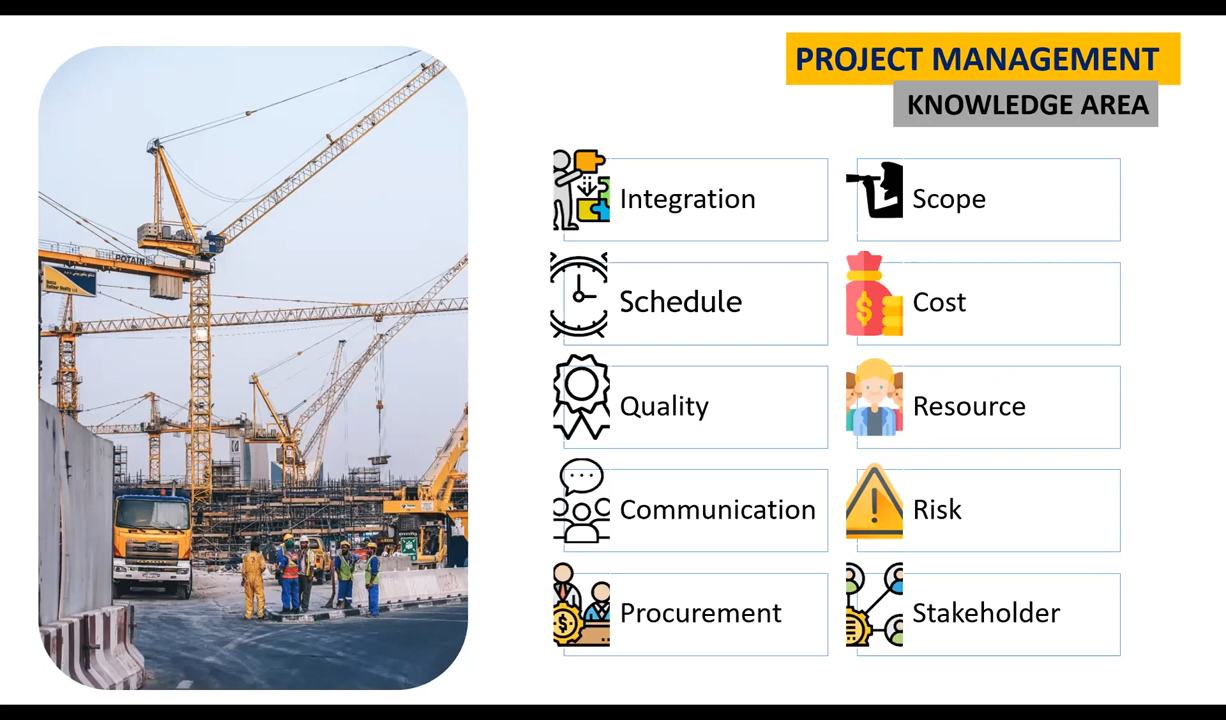 PROJECT MANAGEMENT
KNOWLEDGE AREA
Integration
Scope
Schedule
Cost
Quality
Resource
Communication
Risk
Procurement
Stakeholder
POTAIN